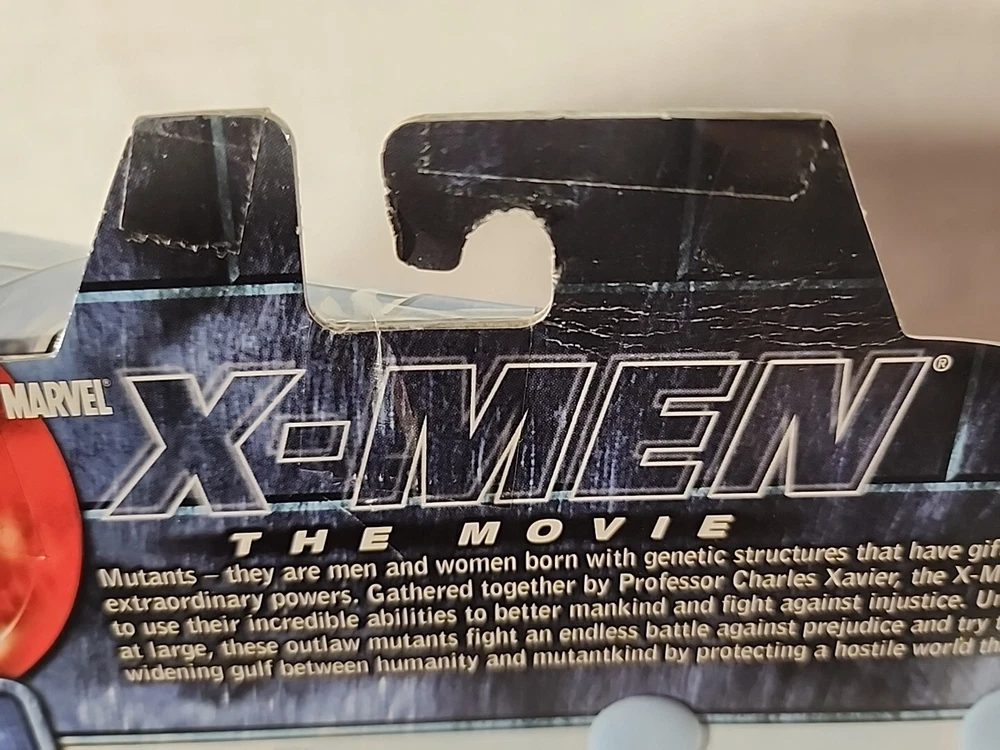 MARVEL®
X-MEN®
THE MOVIE
Mutants – they are men and women born with genetic structures that have gif
extraordinary powers. Gathered together by Professor Charles Xavier, the X-M
to use their incredible abilities to better mankind and fight against injustice. U
at large, these outlaw mutants fight an endless battle against prejudice and try t
widening gulf between humanity and mutantkind by protecting a hostile world th